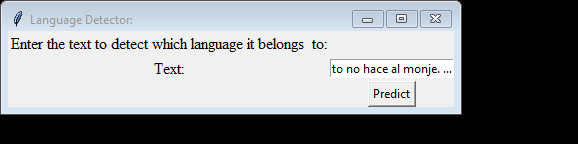 Language Detector:
Enter the text to detect which language it belongs  to:
Text: to no hace al monje. ...
Predict